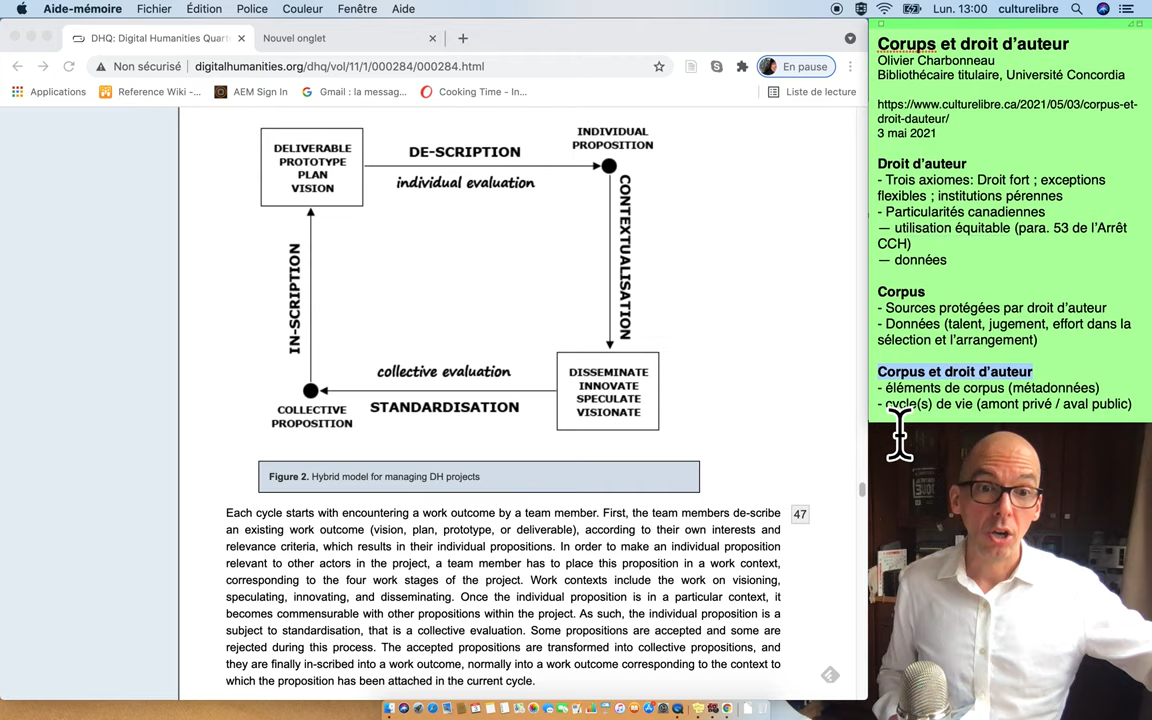 Aide-mémoire Fichier Édition Police Couleur Fenêtre Aide Lun. 13:00 culturelibre
DHQ: Digital Humanities Quart Nouvel onglet
Non sécurisé digitalhumanities.org/dhq/vol/11/1/000284/000284.html En pause
Applications Reference Wiki -... AEM Sign In Gmail : la messag... Cooking Time - In... Liste de lecture
DELIVERABLE
PROTOTYPE
PLAN
VISION
DE-SCRIPTION
individual evaluation
INDIVIDUAL
PROPOSITION
CONTEXTUALISATION
IN-SCRIPTION
collective evaluation
STANDARDISATION
DISSEMINATE
INNOVATE
SPECULATE
VISIONATE
COLLECTIVE
PROPOSITION
Figure 2. Hybrid model for managing DH projects
Each cycle starts with encountering a work outcome by a team member. First, the team members de-scribe
an existing work outcome (vision, plan, prototype, or deliverable), according to their own interests and
relevance criteria, which results in their individual propositions. In order to make an individual proposition
relevant to other actors in the project, a team member has to place this proposition in a work context,
corresponding to the four work stages of the project. Work contexts include the work on visioning,
speculating, innovating, and disseminating. Once the individual proposition is in a particular context, it
becomes commensurable with other propositions within the project. As such, the individual proposition is a
subject to standardisation, that is a collective evaluation. Some propositions are accepted and some are
rejected during this process. The accepted propositions are transformed into collective propositions, and
they are finally in-scribed into a work outcome, normally into a work outcome corresponding to the context to
which the proposition has been attached in the current cycle.
47
Corups et droit d'auteur
Olivier Charbonneau
Bibliothécaire titulaire, Université Concordia
https://www.culturelibre.ca/2021/05/03/corpus-et-
droit-dauteur/
3 mai 2021
Droit d'auteur
- Trois axiomes: Droit fort ; exceptions
flexibles ; institutions pérennes
- Particularités canadiennes
— utilisation équitable (para. 53 de l'Arrêt
CCH)
— données
Corpus
- Sources protégées par droit d'auteur
- Données (talent, jugement, effort dans la
sélection et l'arrangement)
Corpus et droit d'auteur
- éléments de corpus (métadonnées)
- cycle(s) de vie (amont privé / aval public)